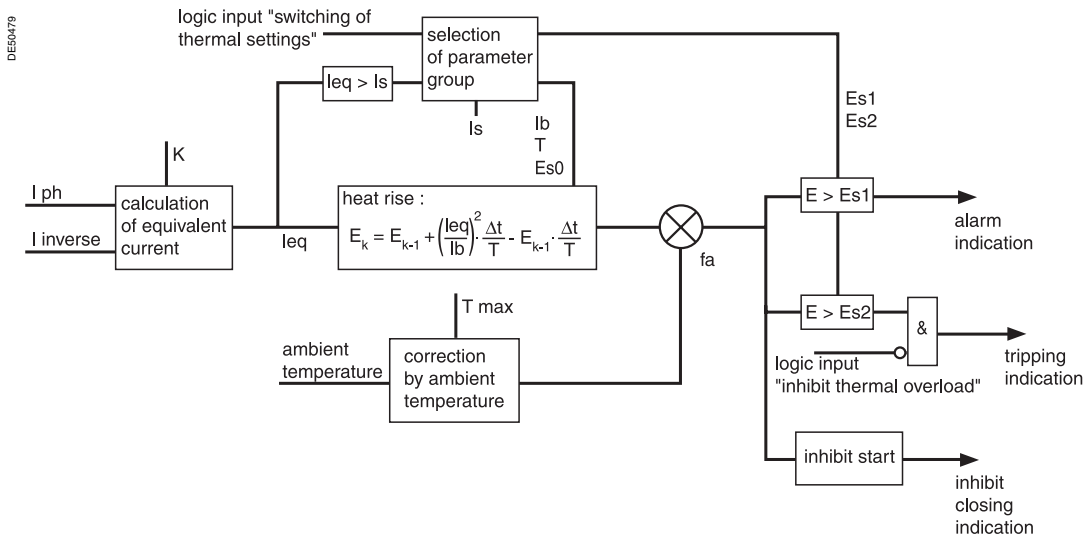 DE50479
logic input "switching of
thermal settings"
selection
of parameter
group
Ieq > Is
Is
Ib
T
Es0
Es1
Es2
K
I ph
I inverse
calculation
of equivalent
current
Ieq
heat rise :
E_k = E_{k-1} + (Ieq/Ib)^2 · Δt/T - E_{k-1} · Δt/T
fa
E > Es1
alarm
indication
E > Es2
&
tripping
indication
logic input
"inhibit thermal overload"
T max
ambient
temperature
correction
by ambient
temperature
inhibit start
inhibit
closing
indication